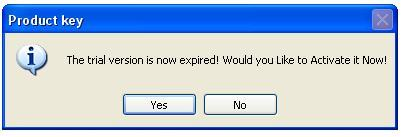 Product key
The trial version is now expired! Would you Like to Activate it Now!
Yes No